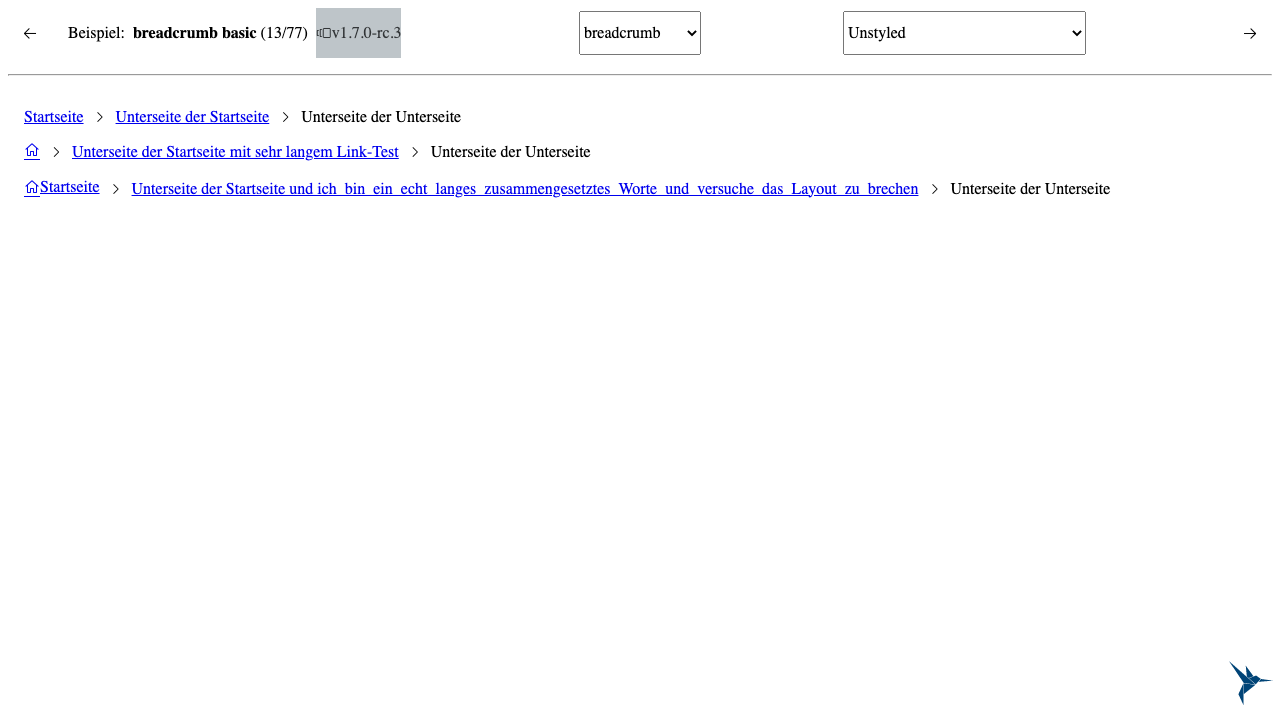 Beispiel: breadcrumb basic (13/77) v1.7.0-rc.3 breadcrumb Unstyled
Startseite Unterseite der Startseite Unterseite der Unterseite
Unterseite der Startseite mit sehr langem Link-Test Unterseite der Unterseite
Startseite Unterseite der Startseite und ich_bin_ein_echt_langes_zusammengesetztes_Worte_und_versuche_das_Layout_zu_brechen Unterseite der Unterseite